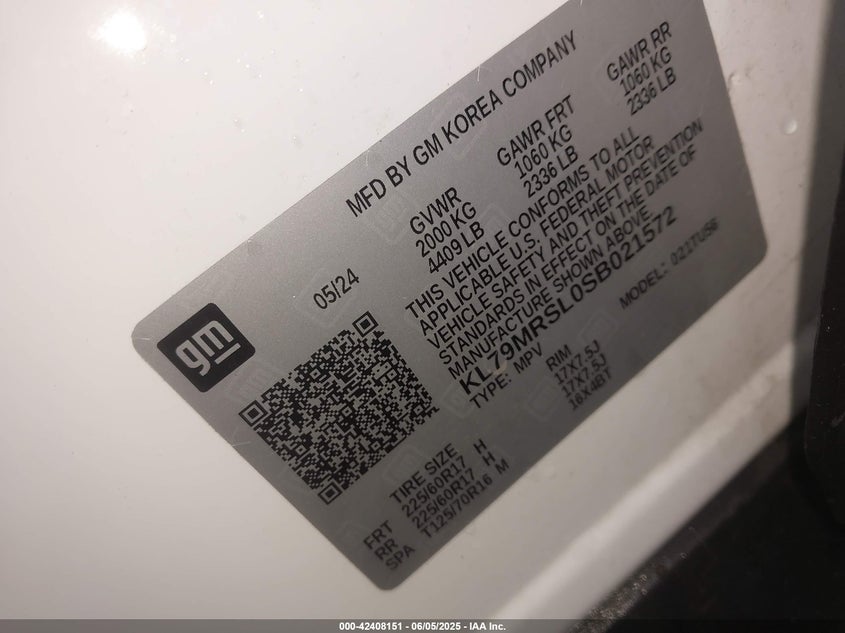 MFD BY GM KOREA COMPANY
05/24
GVWR
2000 KG
4409 LB
GAWR FRT
1060 KG
2336 LB
GAWR RR
1060 KG
2336 LB
THIS VEHICLE CONFORMS TO ALL
APPLICABLE U.S. FEDERAL MOTOR
VEHICLE SAFETY AND THEFT PREVENTION
STANDARDS IN EFFECT ON THE DATE OF
MANUFACTURE SHOWN ABOVE.
KL79MRSL0SB021572
TYPE: MPV
MODEL: 021TU56
gm
TIRE SIZE
RIM
FRT 225/60R17 H 17X7.5J
RR 225/60R17 H 17X7.5J
SPA T125/70R16 M 16X4BT
000-42408151 - 06/05/2025 - IAA Inc.